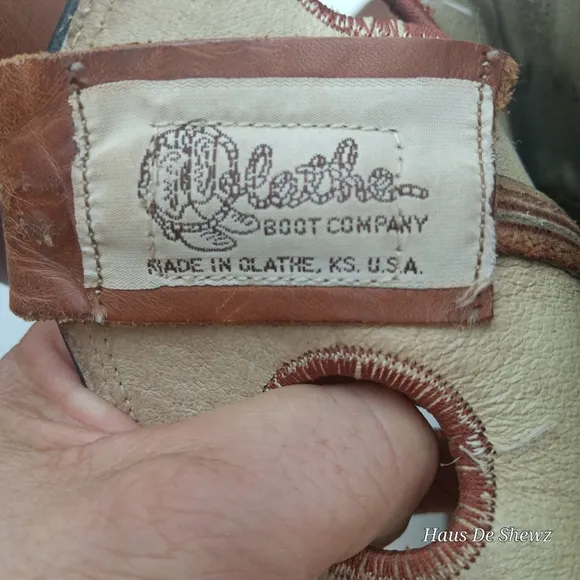 Olathe
BOOT COMPANY
MADE IN OLATHE, KS. U.S.A.
Haus De Shewz